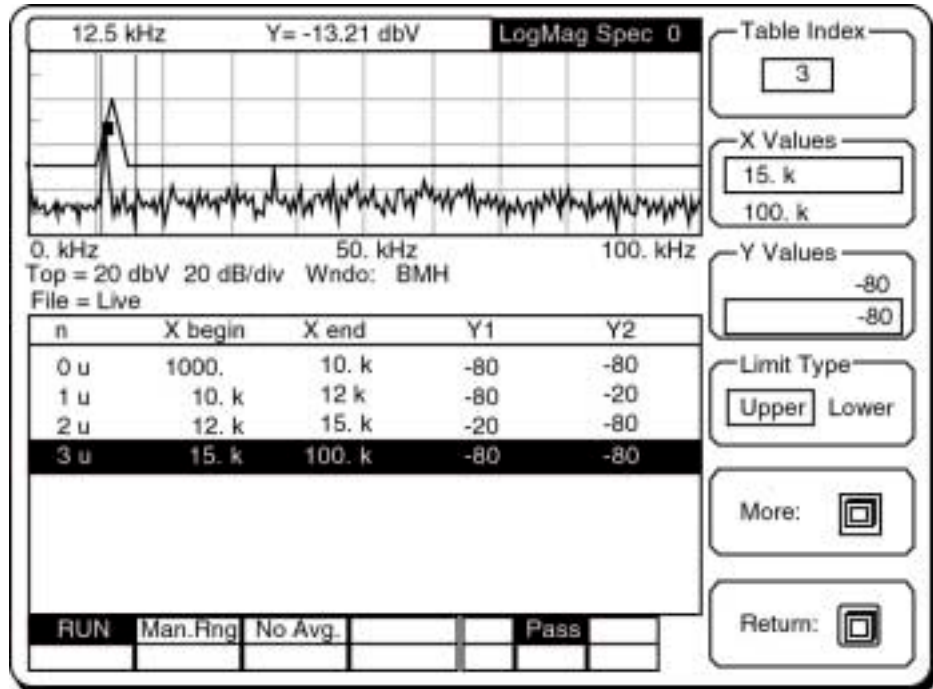 12.5 kHz Y= -13.21 dbV LogMag Spec 0
0. kHz 50. kHz 100. kHz
Top = 20 dbV 20 dB/div Wndo: BMH
File = Live
n X begin X end Y1 Y2
0 u 1000. 10. k -80 -80
1 u 10. k 12 k -80 -20
2 u 12. k 15. k -20 -80
3 u 15. k 100. k -80 -80
RUN Man.Rng No Avg. Pass
Table Index
3
X Values
15. k
100. k
Y Values
-80
-80
Limit Type
Upper Lower
More:
Return: